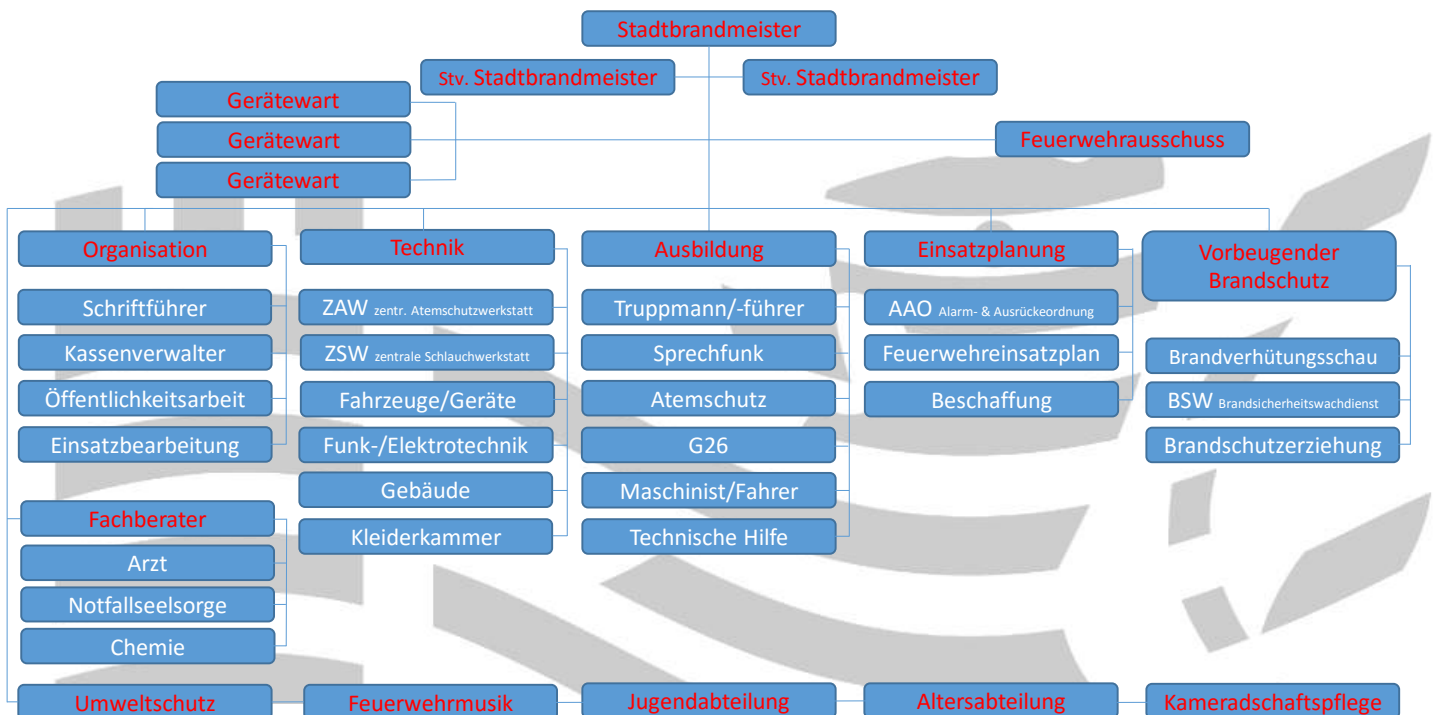 Stadtbrandmeister
Stv. Stadtbrandmeister
Stv. Stadtbrandmeister
Gerätewart
Gerätewart
Gerätewart
Feuerwehrausschuss
Organisation
Schriftführer
Kassenverwalter
Öffentlichkeitsarbeit
Einsatzbearbeitung
Fachberater
Arzt
Notfallseelsorge
Chemie
Technik
ZAW zentr. Atemschutzwerkstatt
ZSW zentrale Schlauchwerkstatt
Fahrzeuge/Geräte
Funk-/Elektrotechnik
Gebäude
Kleiderkammer
Ausbildung
Truppmann/-führer
Sprechfunk
Atemschutz
G26
Maschinist/Fahrer
Technische Hilfe
Einsatzplanung
AAO Alarm- & Ausrückeordnung
Feuerwehreinsatzplan
Beschaffung
Vorbeugender
Brandschutz
Brandverhütungsschau
BSW Brandsicherheitswachdienst
Brandschutzerziehung
Umweltschutz
Feuerwehrmusik
Jugendabteilung
Altersabteilung
Kameradschaftspflege